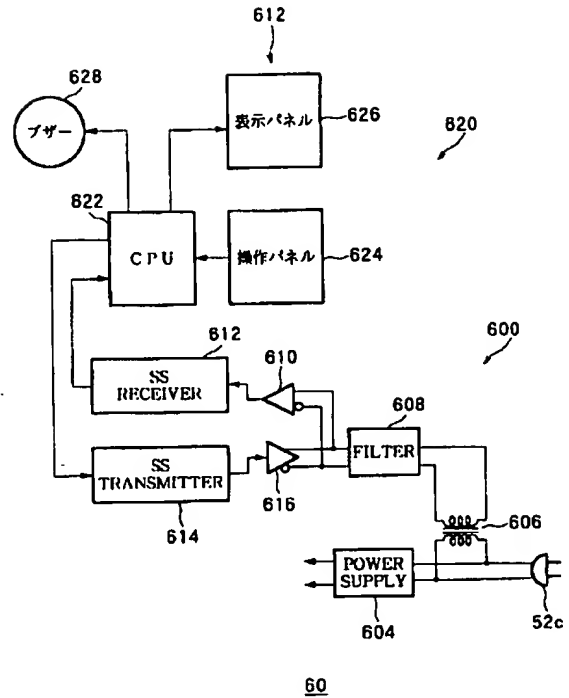 612
628
ブザー
表示パネル
626
820
822
CPU
操作パネル
624
612
610
600
SS
RECEIVER
608
FILTER
SS
TRANSMITTER
616
614
606
POWER
SUPPLY
604
52c
60